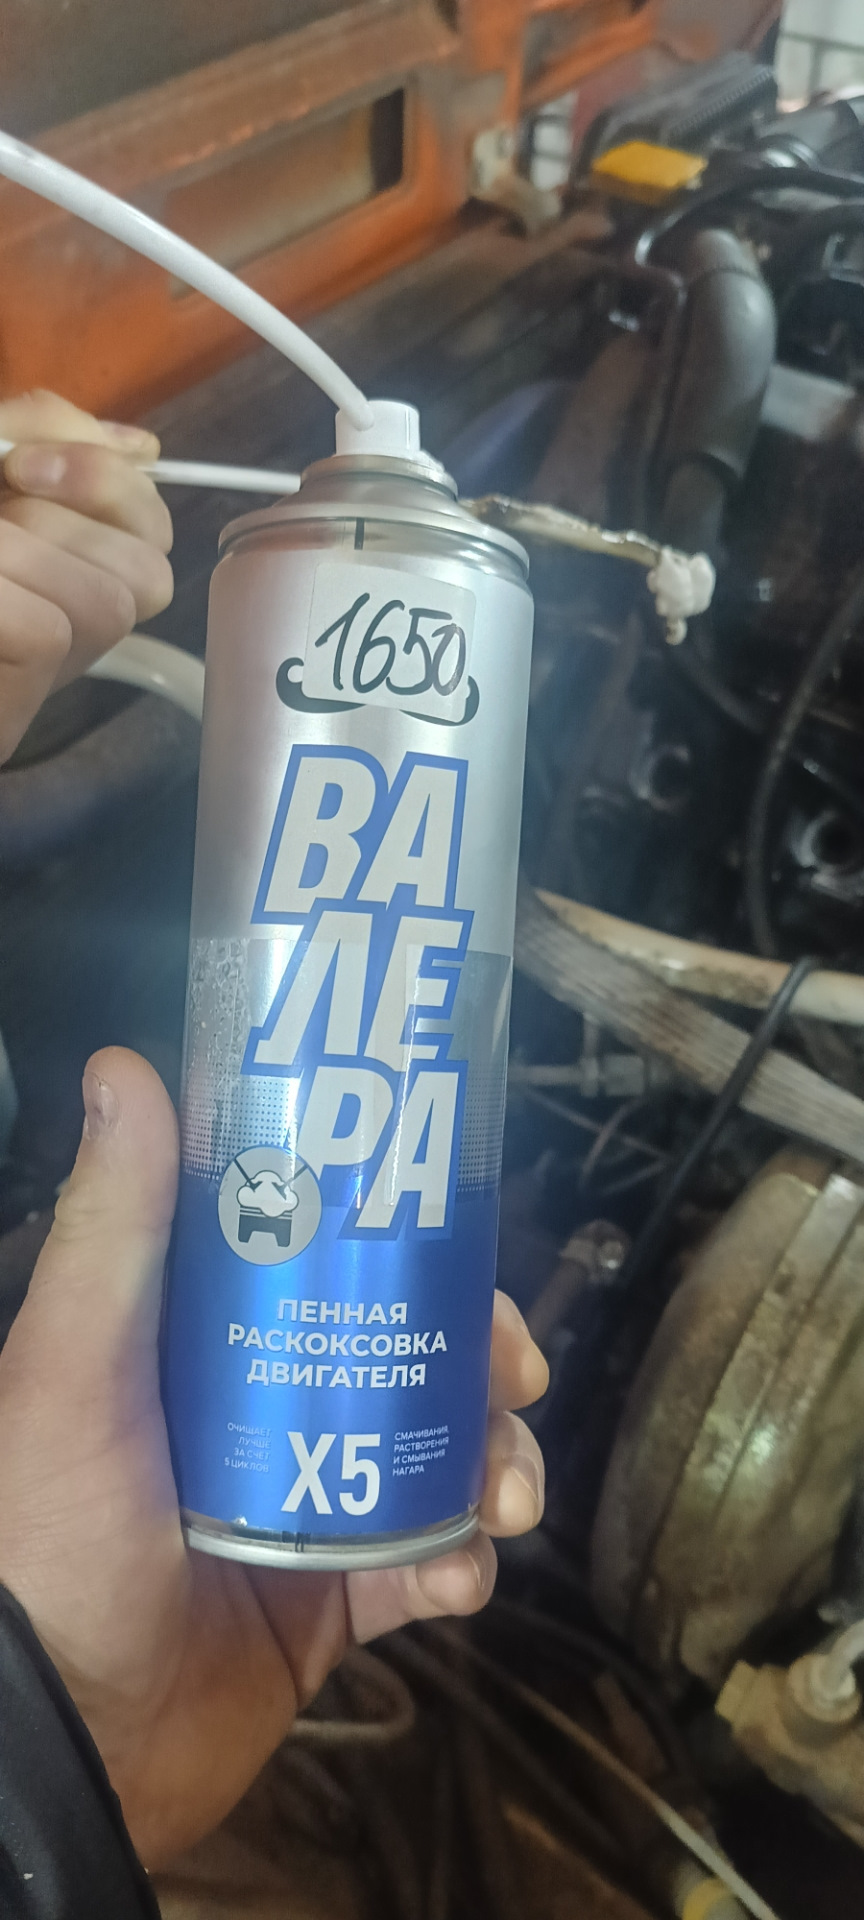 1650
ВА
ЛЕ
РА
ПЕННАЯ
РАСКОКСОВКА
ДВИГАТЕЛЯ
ОЧИЩАЕТ
ЛУЧШЕ
ЗА СЧЕТ
5 ЦИКЛОВ
X5
СМАЧИВАНИЯ,
РАСТВОРЕНИЯ
И СМЫВАНИЯ
НАГАРА